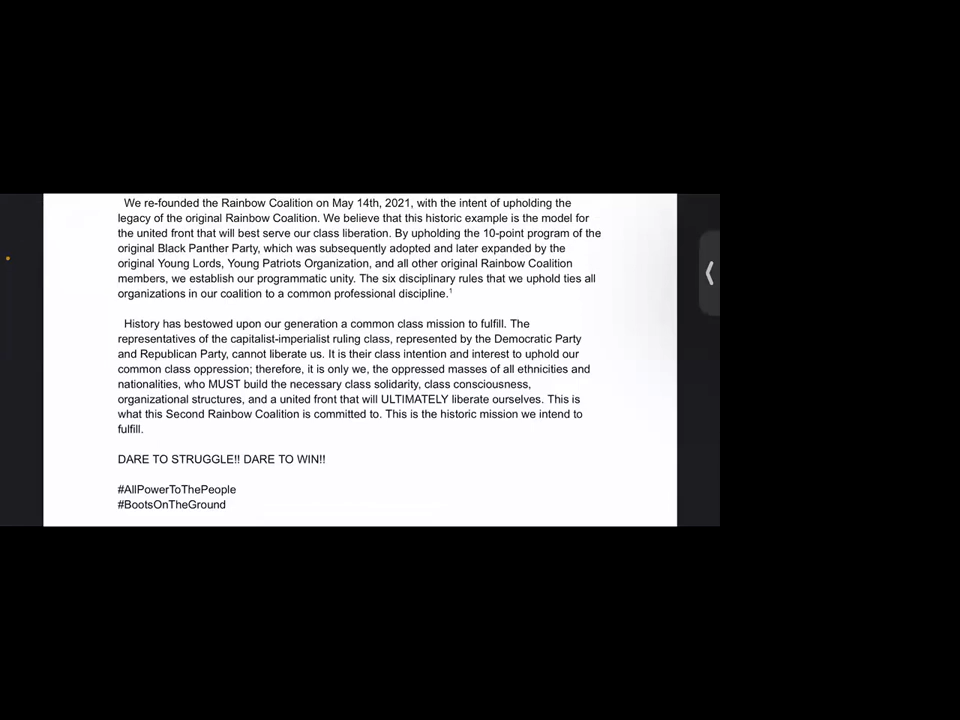 We re-founded the Rainbow Coalition on May 14th, 2021, with the intent of upholding the
legacy of the original Rainbow Coalition. We believe that this historic example is the model for
the united front that will best serve our class liberation. By upholding the 10-point program of the
original Black Panther Party, which was subsequently adopted and later expanded by the
original Young Lords, Young Patriots Organization, and all other original Rainbow Coalition
members, we establish our programmatic unity. The six disciplinary rules that we uphold ties all
organizations in our coalition to a common professional discipline.¹
History has bestowed upon our generation a common class mission to fulfill. The
representatives of the capitalist-imperialist ruling class, represented by the Democratic Party
and Republican Party, cannot liberate us. It is their class intention and interest to uphold our
common class oppression; therefore, it is only we, the oppressed masses of all ethnicities and
nationalities, who MUST build the necessary class solidarity, class consciousness,
organizational structures, and a united front that will ULTIMATELY liberate ourselves. This is
what this Second Rainbow Coalition is committed to. This is the historic mission we intend to
fulfill.
DARE TO STRUGGLE!! DARE TO WIN!!
#AllPowerToThePeople
#BootsOnTheGround